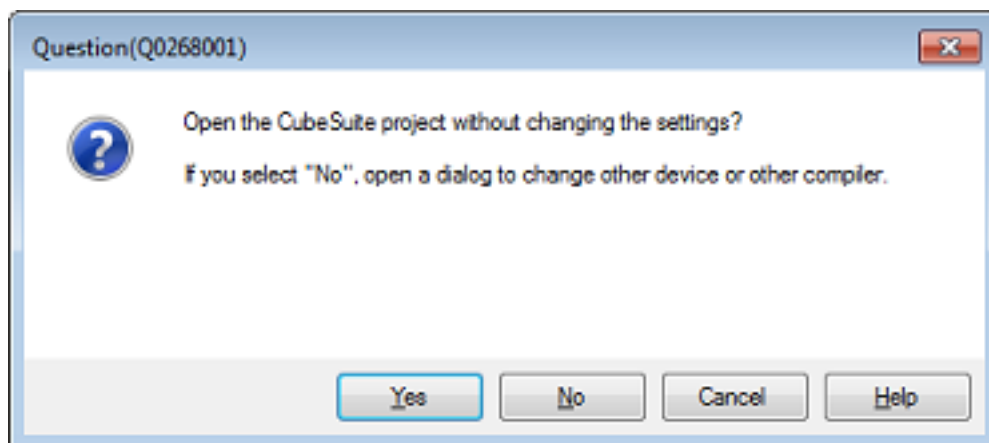 Question(Q0268001)
Open the CubeSuite project without changing the settings?
If you select "No", open a dialog to change other device or other compiler.
Yes
No
Cancel
Help